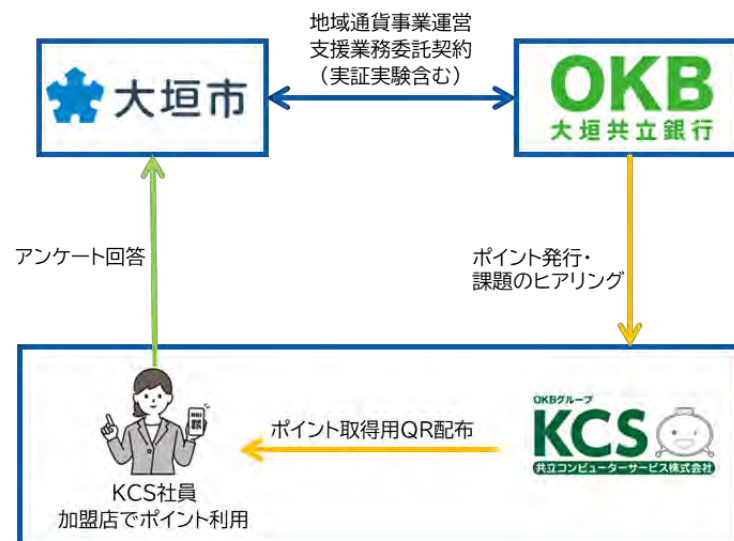 地域通貨事業運営
支援業務委託契約
（実証実験含む）
大垣市
OKB
大垣共立銀行
アンケート回答
ポイント発行・
課題のヒアリング
OKBグループ
KCS
共立コンピューターサービス株式会社
ポイント取得用QR配布
KCS社員
加盟店でポイント利用